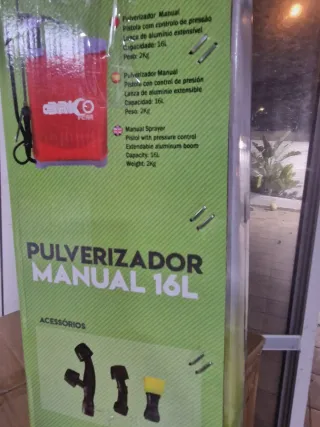 Pulverizador Manual
Pistola com controlo de pressão
Lança de alumínio extensível
Capacidade: 16L
Peso: 2Kg
Pulverizador Manual
Pistola con control de presión
Lanza de aluminio extensible
Capacidad: 16L
Peso: 2Kg
Manual Sprayer
Pistol with pressure control
Extendable aluminum boom
Capacity: 16L
Weight: 2Kg
BRICO
PULVERIZADOR
MANUAL 16L
ACESSÓRIOS